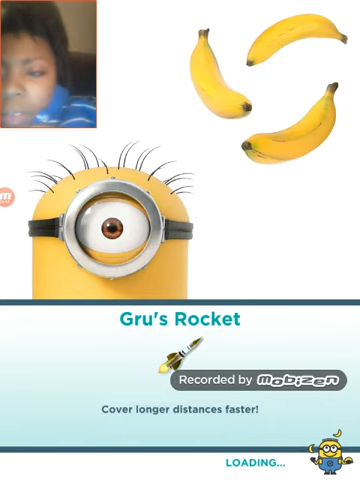 Gru's Rocket
Recorded by mobizen
Cover longer distances faster!
LOADING...